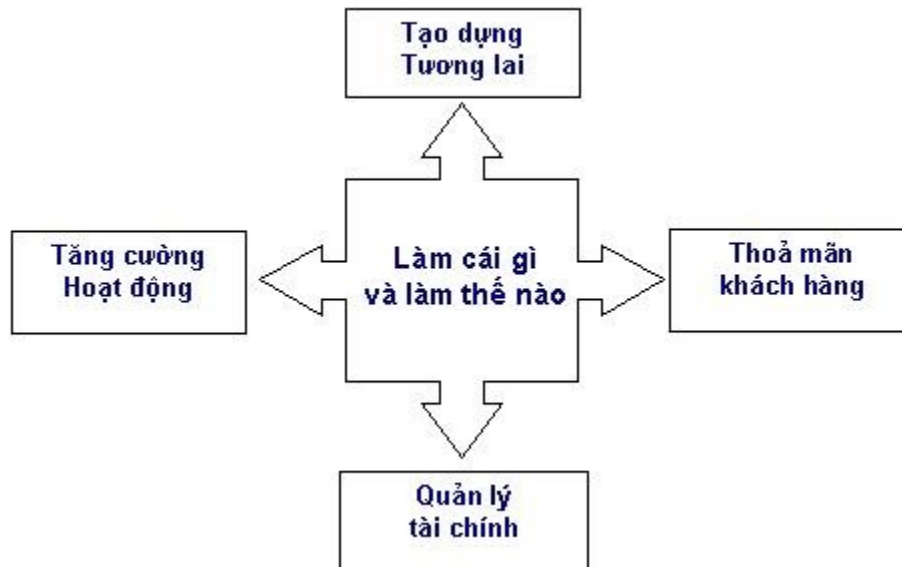 Tạo dựng
Tương lai
Tăng cường
Hoạt động
Làm cái gì
và làm thế nào
Thoả mãn
khách hàng
Quản lý
tài chính